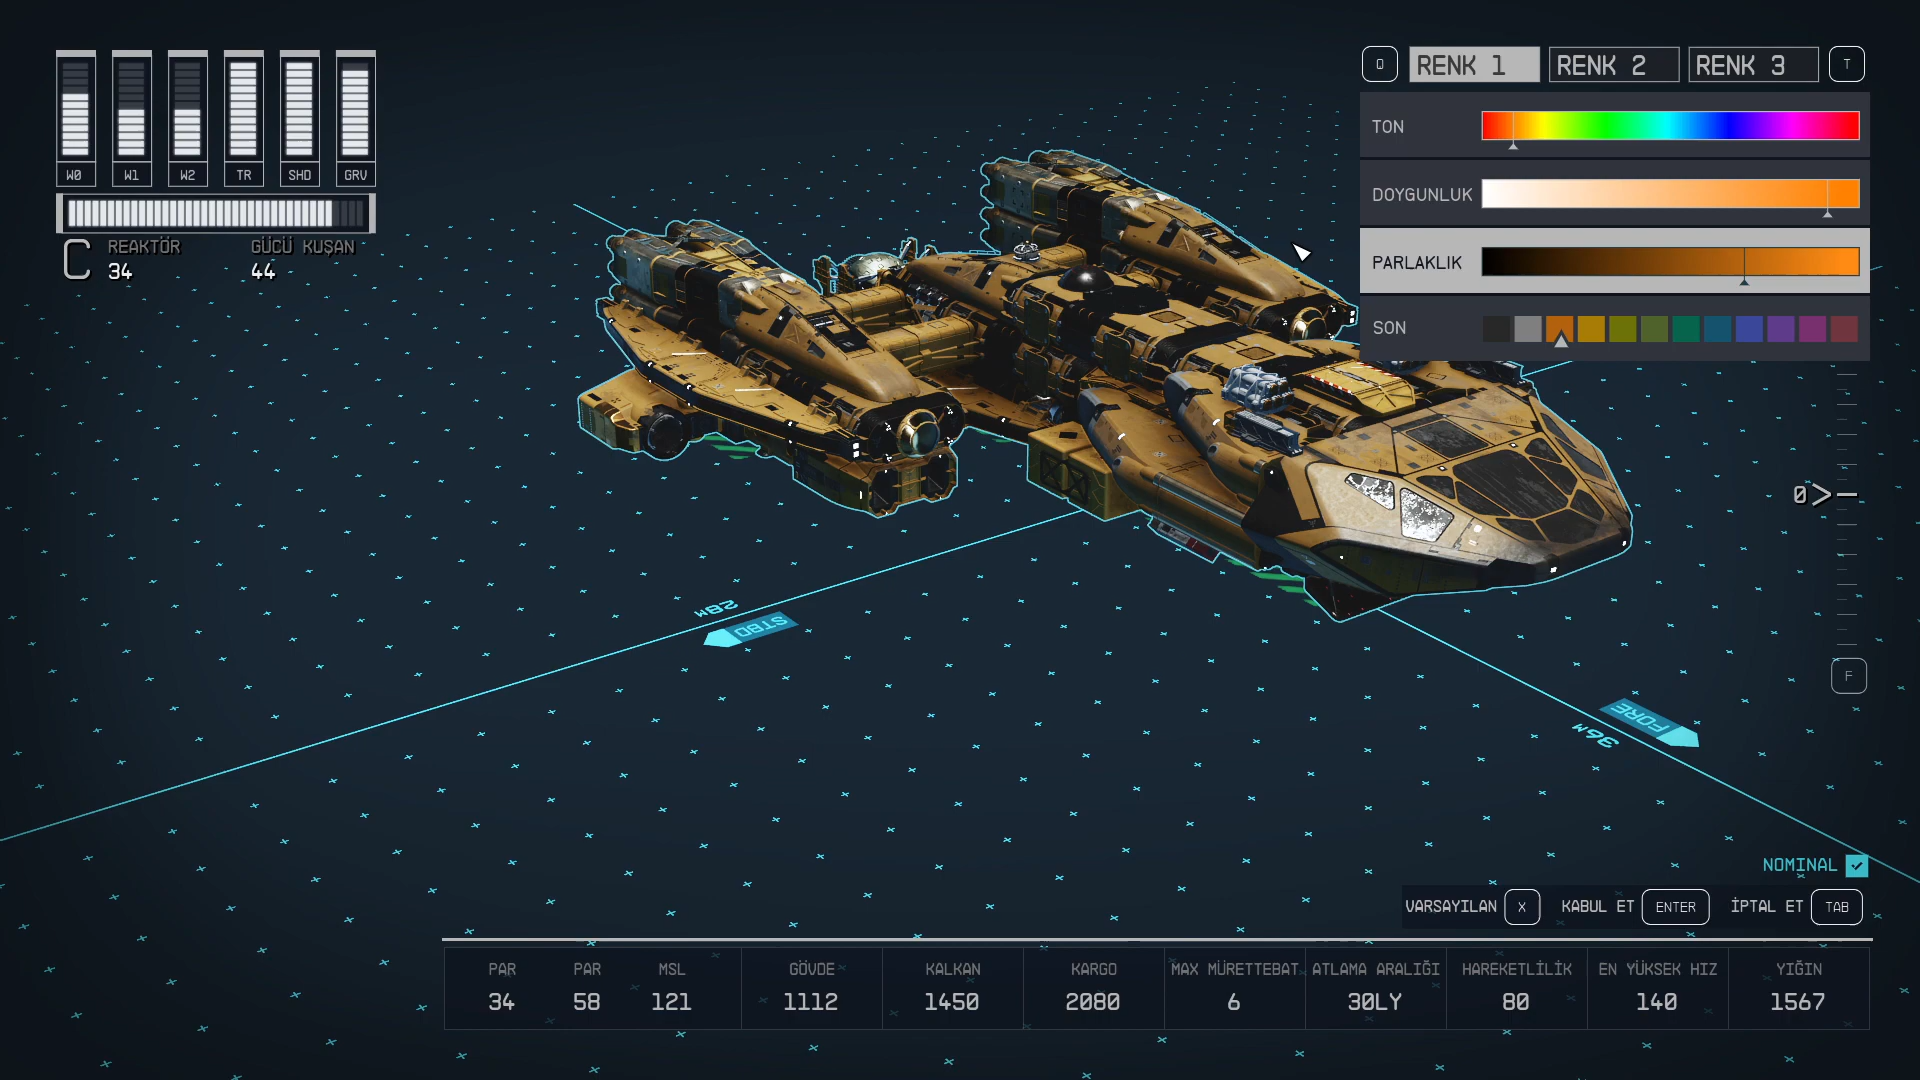 W0 W1 W2 TR SHD GRV
C REAKTÖR GÜCÜ KUŞAN
34 44
Q RENK 1 RENK 2 RENK 3 T
TON
DOYGUNLUK
PARLAKLIK
SON
0
F
28M
STBD
FORE
36M
NOMINAL
VARSAYILAN X KABUL ET ENTER İPTAL ET TAB
PAR PAR MSL GÖVDE KALKAN KARGO MAX MÜRETTEBAT ATLAMA ARALIĞI HAREKETLİLİK EN YÜKSEK HIZ YIĞIN
34 58 121 1112 1450 2080 6 30LY 80 140 1567